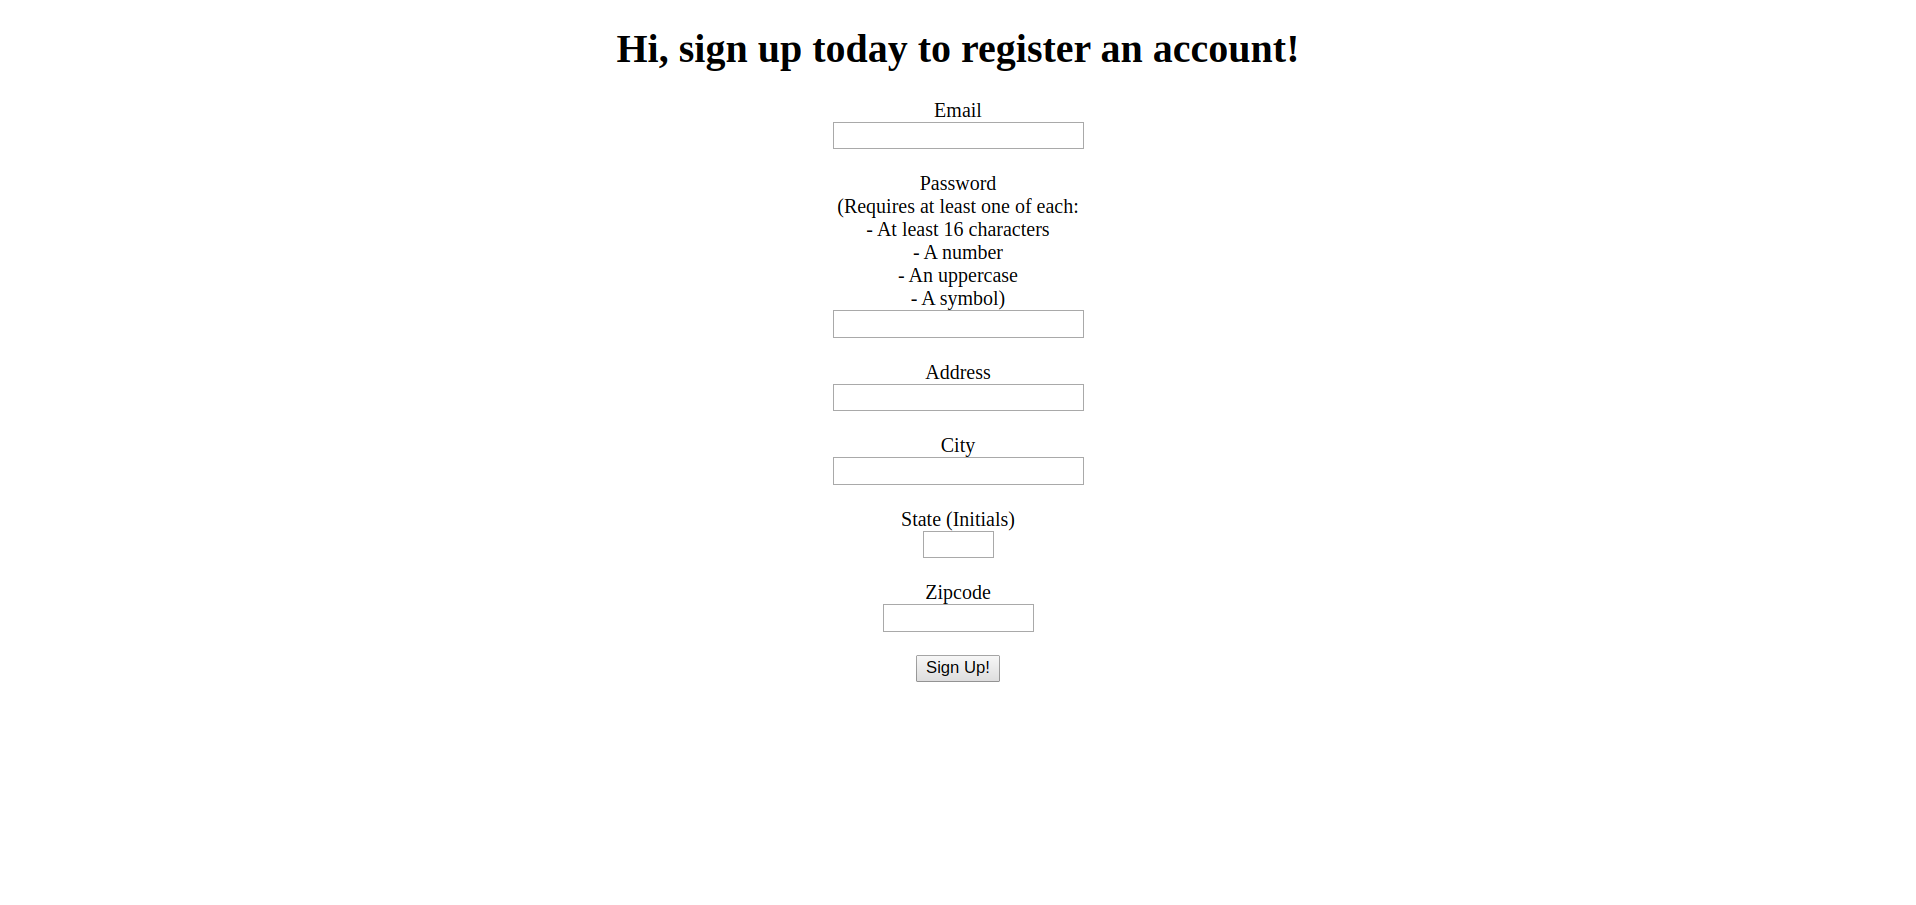 Hi, sign up today to register an account!
Email
Password
(Requires at least one of each:
- At least 16 characters
- A number
- An uppercase
- A symbol)
Address
City
State (Initials)
Zipcode
Sign Up!